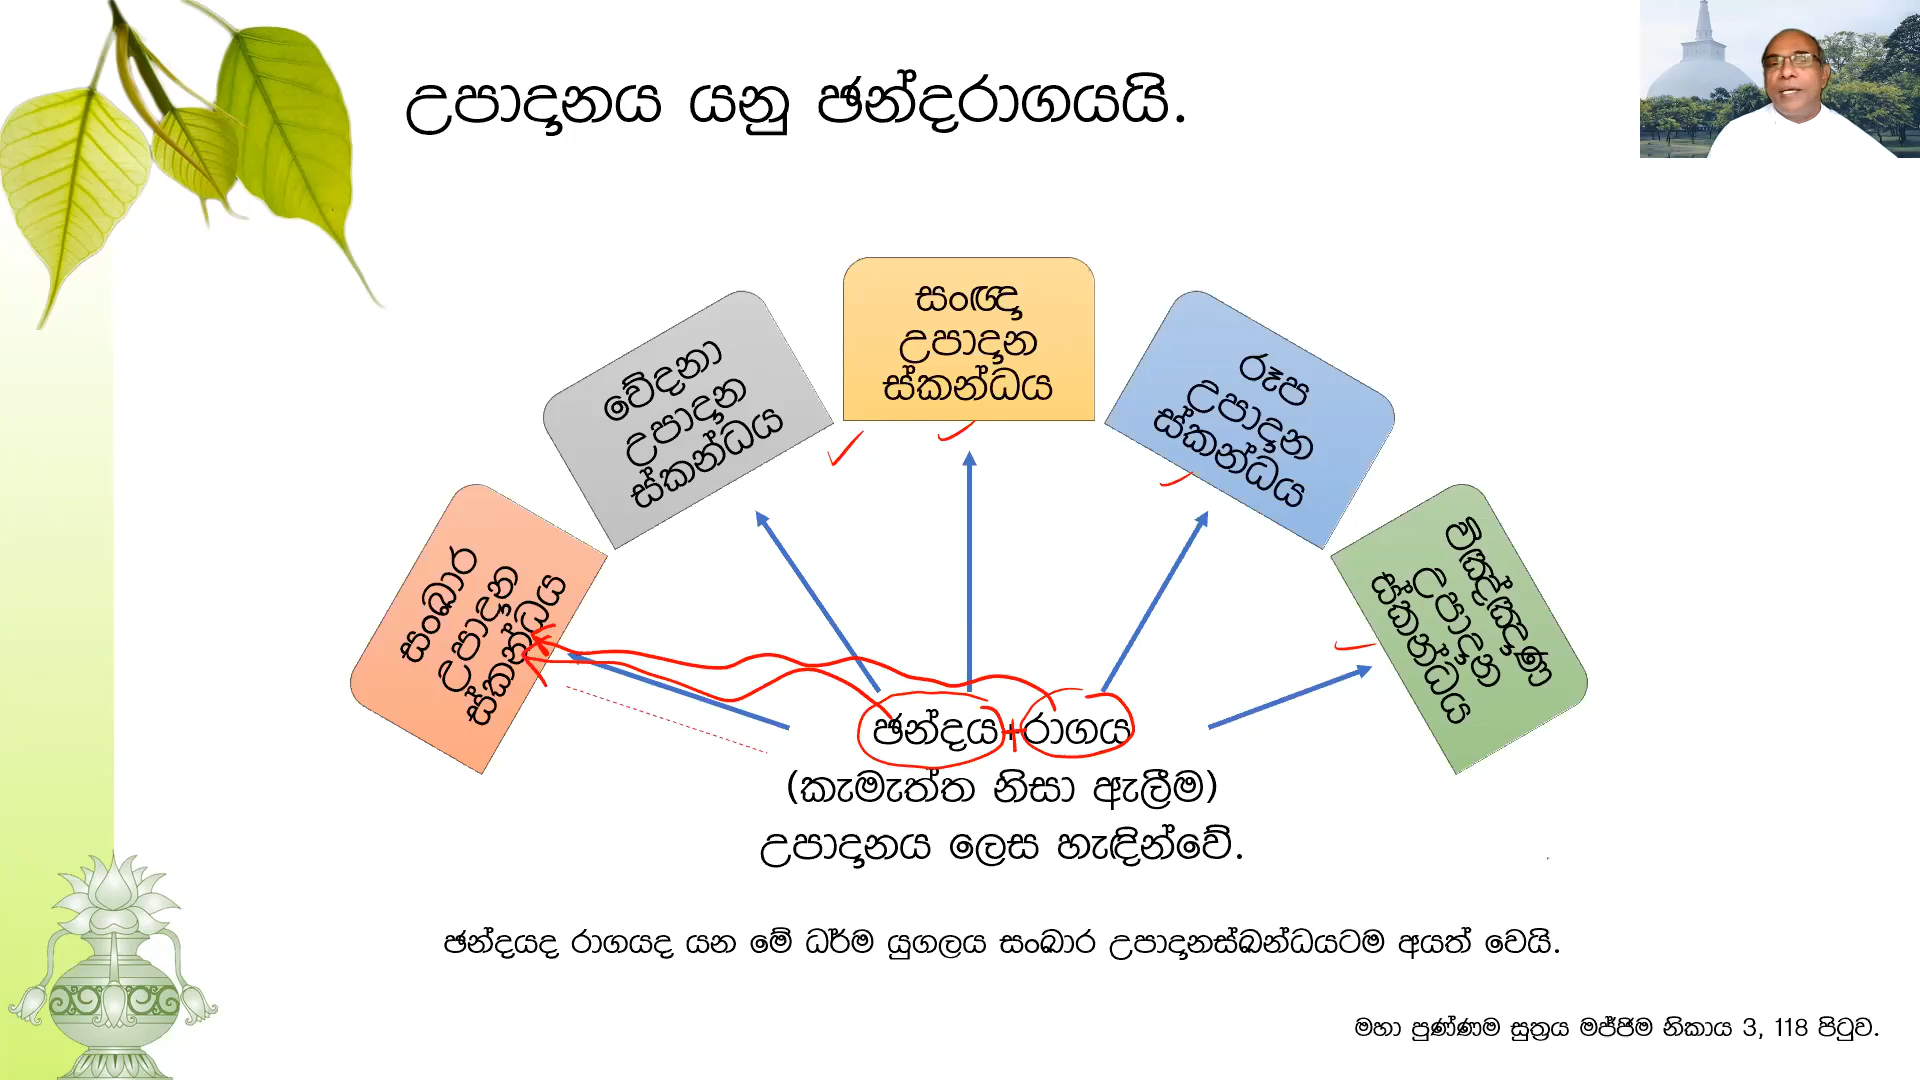 උපාදානය යනු ඡන්දරාගයයි.
සංඥා
උපාදාන
ස්කන්ධය
වේදනා
උපාදාන
ස්කන්ධය
රූප
උපාදාන
ස්කන්ධය
සංඛාර
උපාදාන
ස්කන්ධය
විඤ්ඤාණ
උපාදාන
ස්කන්ධය
ඡන්දය+රාගය
(කැමැත්ත නිසා ඇලීම)
උපාදානය ලෙස හැඳින්වේ.
ඡන්දයද රාගයද යන මේ ධර්ම යුගලය සංඛාර උපාදානස්ඛන්ධයටම අයත් වෙයි.
මහා පුණ්ණම සුත්‍රය මජ්ජිම නිකාය 3, 118 පිටුව.